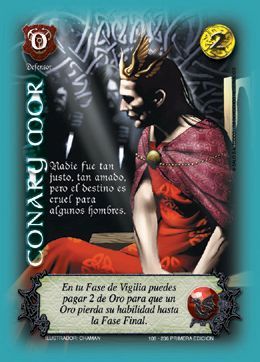 0
2
Defensor
CONARY MOR
Nadie fue tan
justo, tan amado,
pero el destino es
cruel para
algunos hombres.
En tu Fase de Vigilia puedes
pagar 2 de Oro para que un
Oro pierda su habilidad hasta
la Fase Final.
ILUSTRADOR: CHAMAN
106 - 236 PRIMERA EDICION